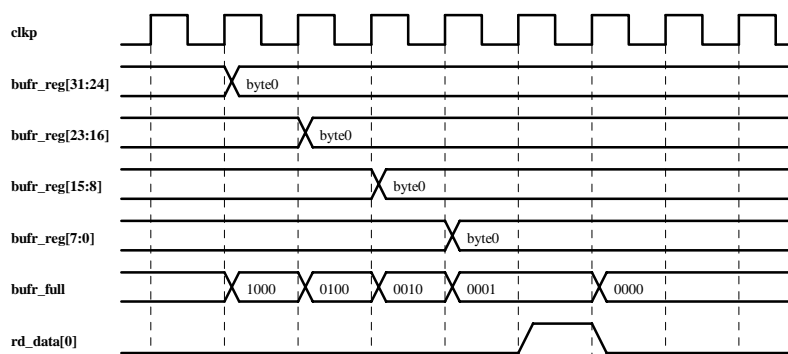 clkp
bufr_reg[31:24] byte0
bufr_reg[23:16] byte0
bufr_reg[15:8] byte0
bufr_reg[7:0] byte0
bufr_full 1000 0100 0010 0001 0000
rd_data[0]